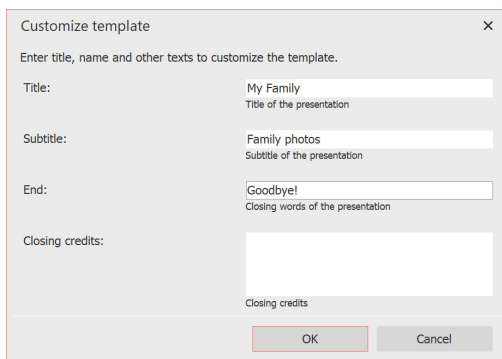 Customize template
Enter title, name and other texts to customize the template.
Title:
My Family
Title of the presentation
Subtitle:
Family photos
Subtitle of the presentation
End:
Goodbye!
Closing words of the presentation
Closing credits:
Closing credits
OK
Cancel